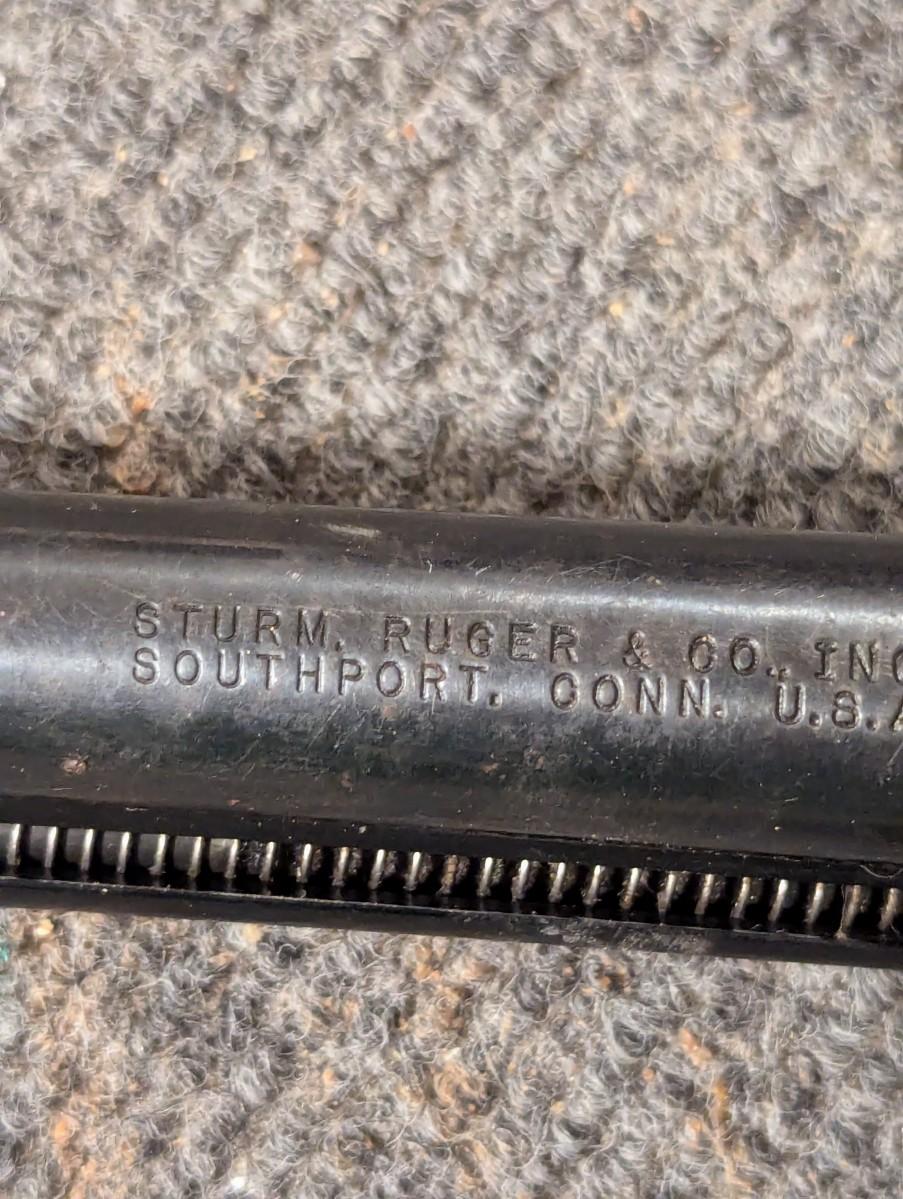 STURM, RUGER & CO., INC
SOUTHPORT, CONN. U.S.A